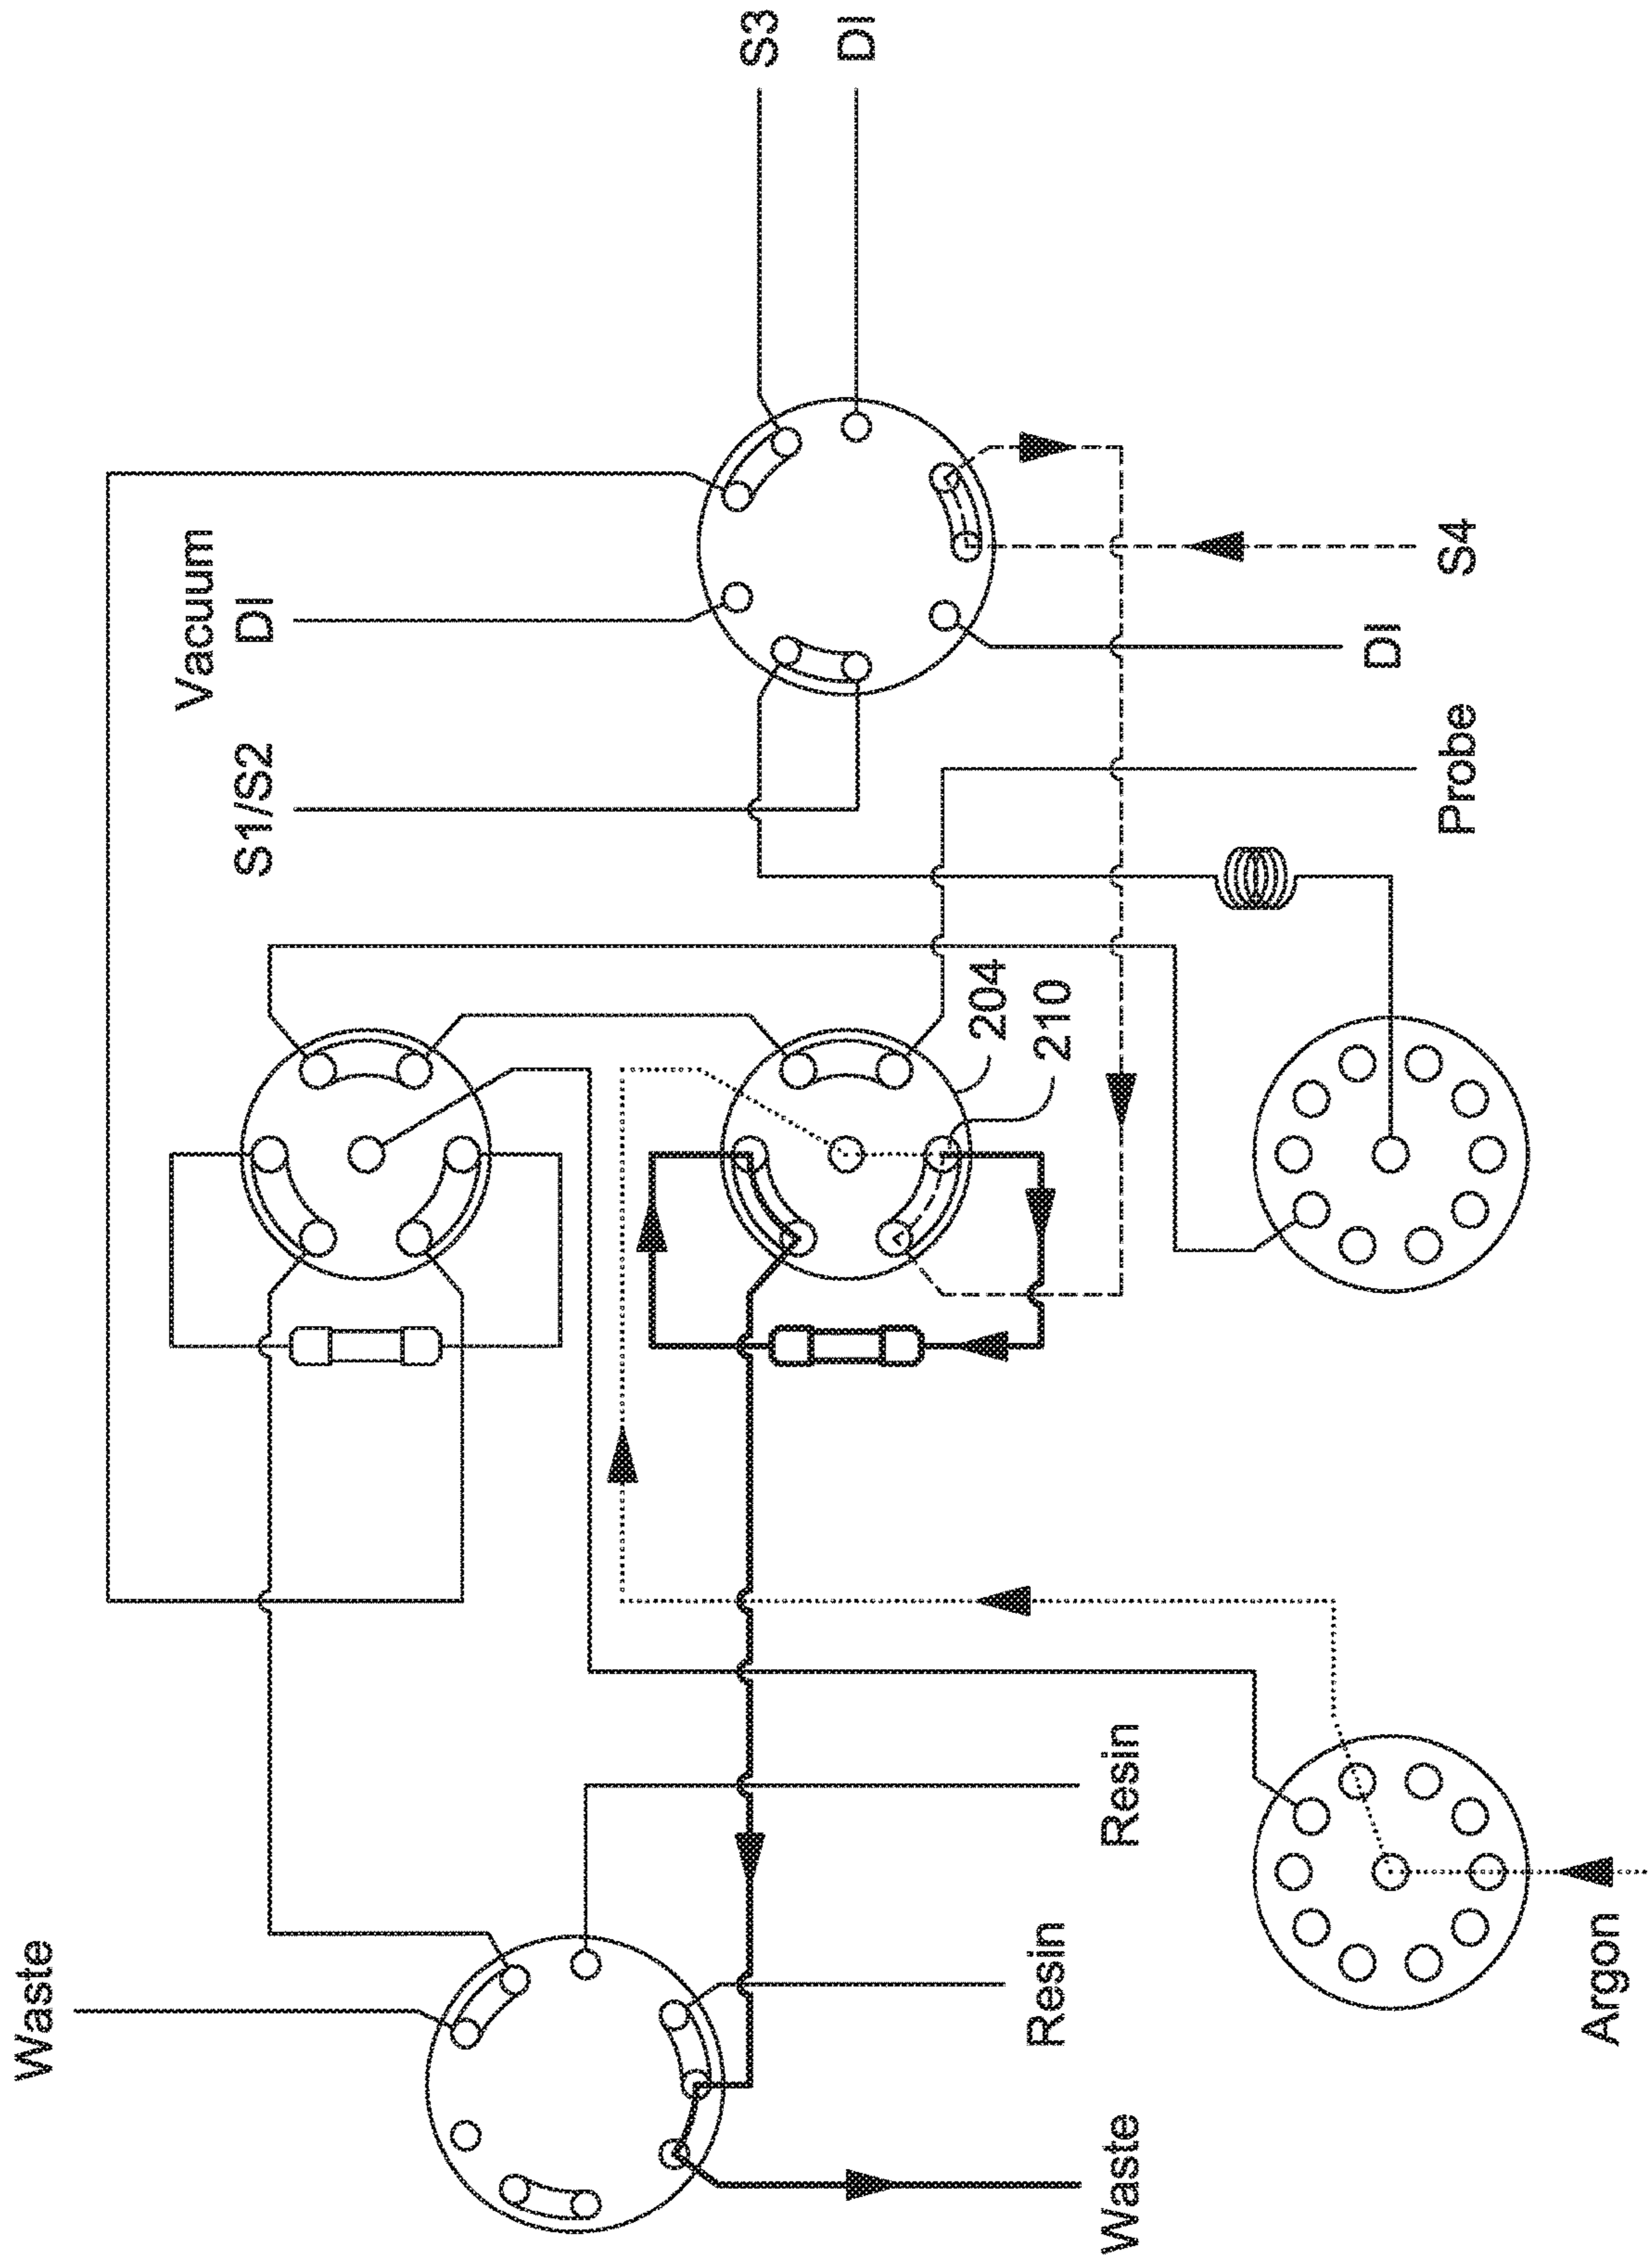 S3
DI
Vacuum
DI
S1/S2
S4
DI
Probe
204
210
Resin
Resin
Waste
Waste
Argon